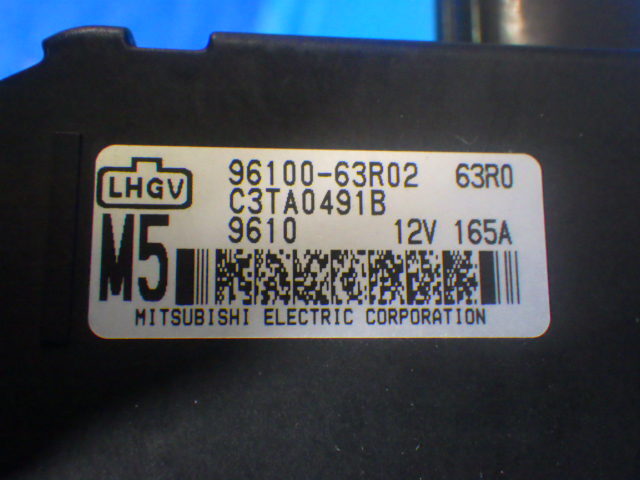 LHGV 96100-63R02 63R0
C3TA0491B
M5 9610 12V 165A
MITSUBISHI ELECTRIC CORPORATION